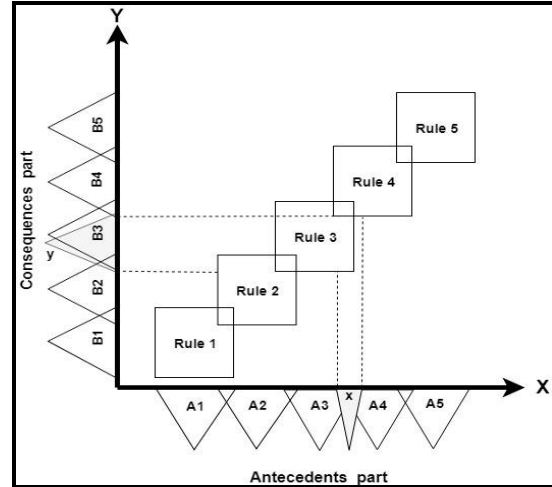 Y
Consequences part
B5
B4
B3
y
B2
B1
Rule 5
Rule 4
Rule 3
Rule 2
Rule 1
X
A1 A2 A3 x A4 A5
Antecedents part